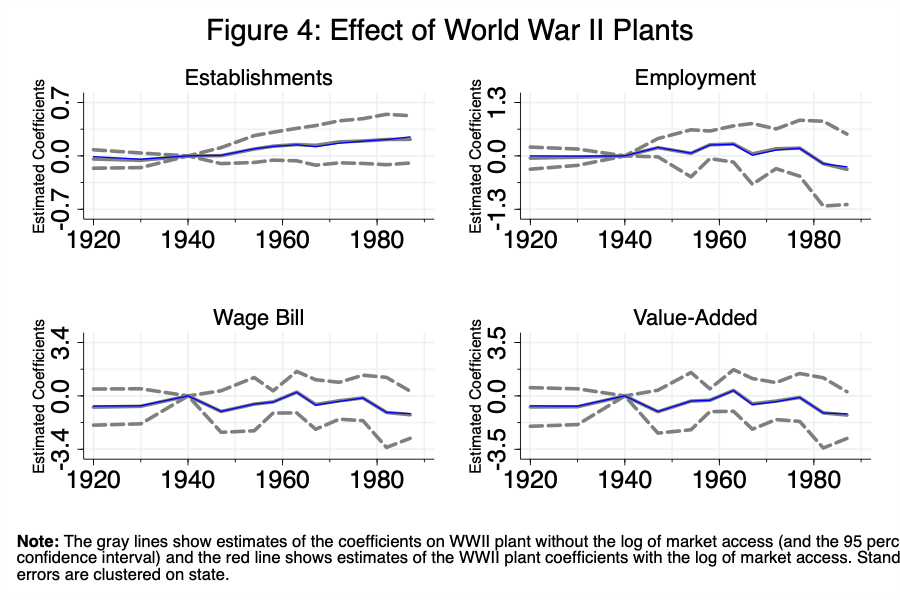 Figure 4: Effect of World War II Plants
Establishments
Estimated Coefficients
0.7
0.0
-0.7
1920 1940 1960 1980
Employment
Estimated Coefficients
1.3
0.0
-1.3
1920 1940 1960 1980
Wage Bill
Estimated Coefficients
3.4
0.0
-3.4
1920 1940 1960 1980
Value-Added
Estimated Coefficients
3.5
0.0
-3.5
1920 1940 1960 1980
Note: The gray lines show estimates of the coefficients on WWII plant without the log of market access (and the 95 perc
confidence interval) and the red line shows estimates of the WWII plant coefficients with the log of market access. Stand
errors are clustered on state.